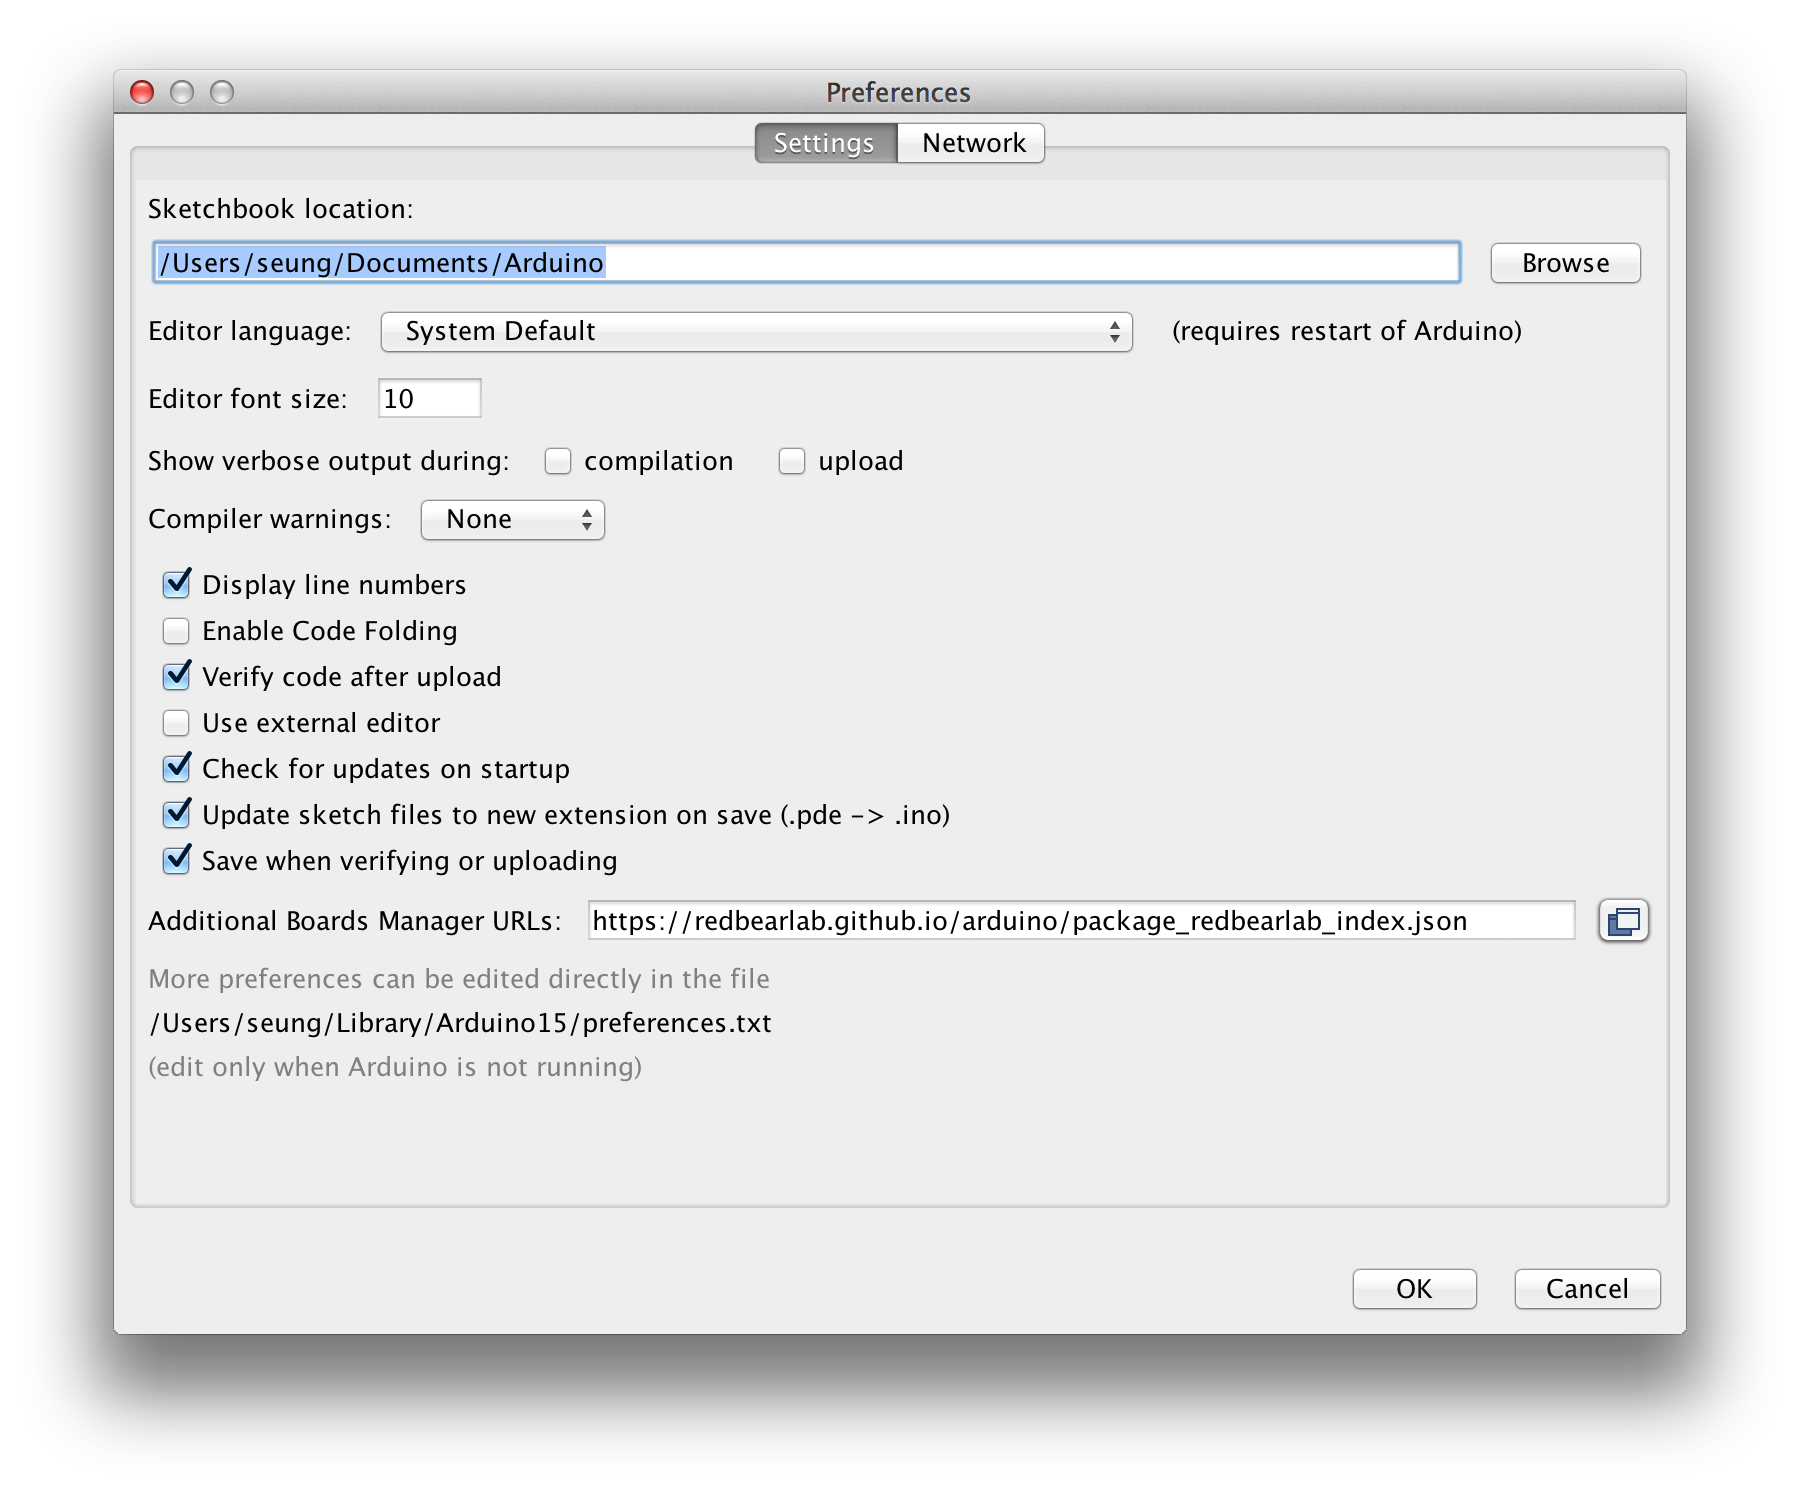 Preferences
Settings Network
Sketchbook location:
/Users/seung/Documents/Arduino Browse
Editor language: System Default (requires restart of Arduino)
Editor font size: 10
Show verbose output during: compilation upload
Compiler warnings: None
Display line numbers
Enable Code Folding
Verify code after upload
Use external editor
Check for updates on startup
Update sketch files to new extension on save (.pde -> .ino)
Save when verifying or uploading
Additional Boards Manager URLs: https://redbearlab.github.io/arduino/package_redbearlab_index.json
More preferences can be edited directly in the file
/Users/seung/Library/Arduino15/preferences.txt
(edit only when Arduino is not running)
OK Cancel